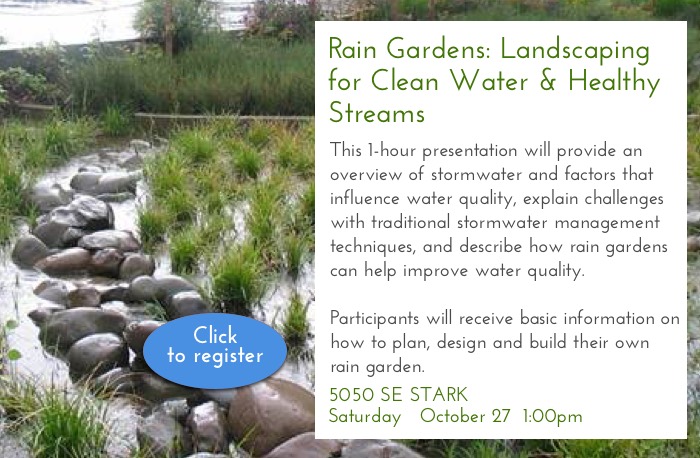 Rain Gardens: Landscaping
for Clean Water & Healthy
Streams
This 1-hour presentation will provide an
overview of stormwater and factors that
influence water quality, explain challenges
with traditional stormwater management
techniques, and describe how rain gardens
can help improve water quality.
Participants will receive basic information on
how to plan, design and build their own
rain garden.
5050 SE STARK
Saturday October 27 1:00pm
Click
to register